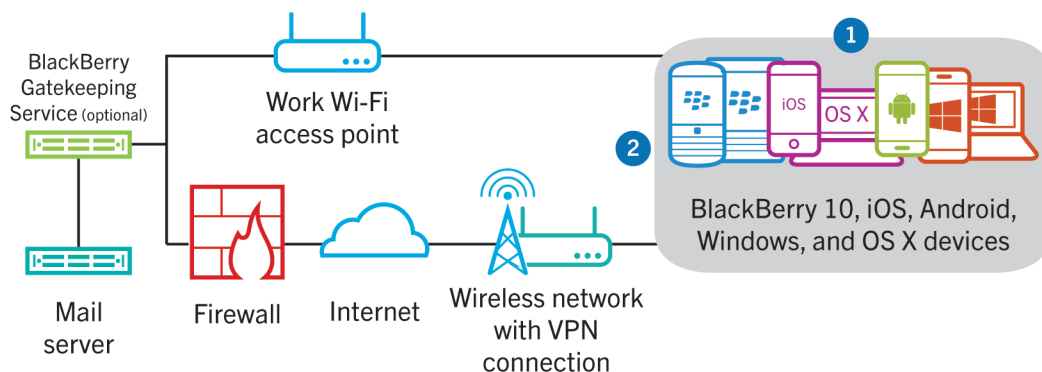 1
BlackBerry
Gatekeeping
Service (optional)
Work Wi-Fi
access point
iOS
OS X
2
BlackBerry 10, iOS, Android,
Windows, and OS X devices
Mail
server
Firewall
Internet
Wireless network
with VPN
connection